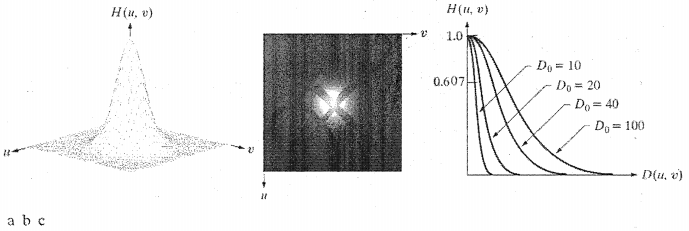 H(u, v)
u
v
v
u
H(u, v)
1.0
0.607
D₀ = 10
D₀ = 20
D₀ = 40
D₀ = 100
D(u, v)
a b c